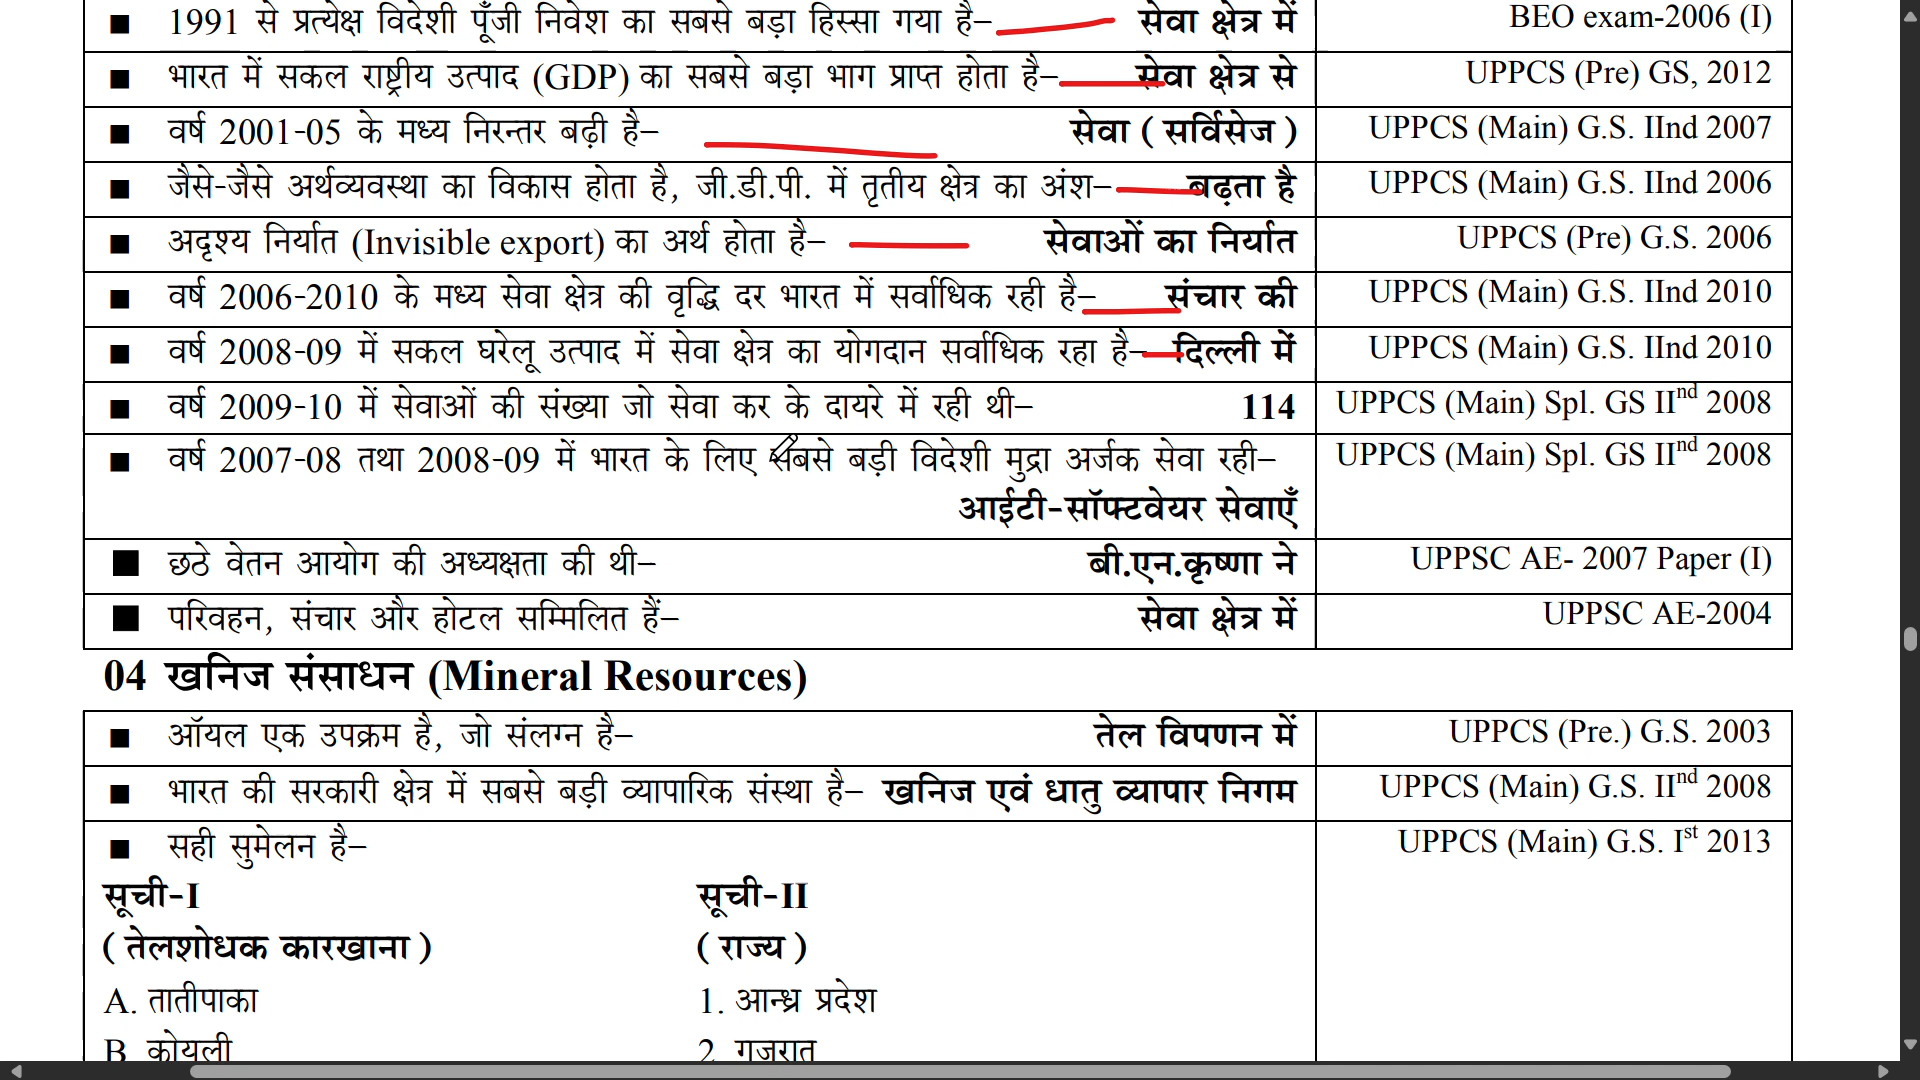 ■ 1991 से प्रत्येक्ष विदेशी पूँजी निवेश का सबसे बड़ा हिस्सा गया है– सेवा क्षेत्र में BEO exam-2006 (I)
■ भारत में सकल राष्ट्रीय उत्पाद (GDP) का सबसे बड़ा भाग प्राप्त होता है– सेवा क्षेत्र से UPPCS (Pre) GS, 2012
■ वर्ष 2001-05 के मध्य निरन्तर बढ़ी है– सेवा ( सर्विसेज ) UPPCS (Main) G.S. IInd 2007
■ जैसे-जैसे अर्थव्यवस्था का विकास होता है, जी.डी.पी. में तृतीय क्षेत्र का अंश– बढ़ता है UPPCS (Main) G.S. IInd 2006
■ अदृश्य निर्यात (Invisible export) का अर्थ होता है– सेवाओं का निर्यात UPPCS (Pre) G.S. 2006
■ वर्ष 2006-2010 के मध्य सेवा क्षेत्र की वृद्धि दर भारत में सर्वाधिक रही है– संचार की UPPCS (Main) G.S. IInd 2010
■ वर्ष 2008-09 में सकल घरेलू उत्पाद में सेवा क्षेत्र का योगदान सर्वाधिक रहा है– दिल्ली में UPPCS (Main) G.S. IInd 2010
■ वर्ष 2009-10 में सेवाओं की संख्या जो सेवा कर के दायरे में रही थी– 114 UPPCS (Main) Spl. GS IInd 2008
■ वर्ष 2007-08 तथा 2008-09 में भारत के लिए सबसे बड़ी विदेशी मुद्रा अर्जक सेवा रही– UPPCS (Main) Spl. GS IInd 2008
आईटी-सॉफ्टवेयर सेवाएँ
■ छठे वेतन आयोग की अध्यक्षता की थी– बी.एन.कृष्णा ने UPPSC AE- 2007 Paper (I)
■ परिवहन, संचार और होटल सम्मिलित हैं– सेवा क्षेत्र में UPPSC AE-2004
04 खनिज संसाधन (Mineral Resources)
■ ऑयल एक उपक्रम है, जो संलग्न है– तेल विपणन में UPPCS (Pre.) G.S. 2003
■ भारत की सरकारी क्षेत्र में सबसे बड़ी व्यापारिक संस्था है– खनिज एवं धातु व्यापार निगम UPPCS (Main) G.S. IInd 2008
■ सही सुमेलन है– UPPCS (Main) G.S. Ist 2013
सूची-I सूची-II
( तेलशोधक कारखाना ) ( राज्य )
A. तातीपाका 1. आन्ध्र प्रदेश
B. कोयली 2. गुजरात